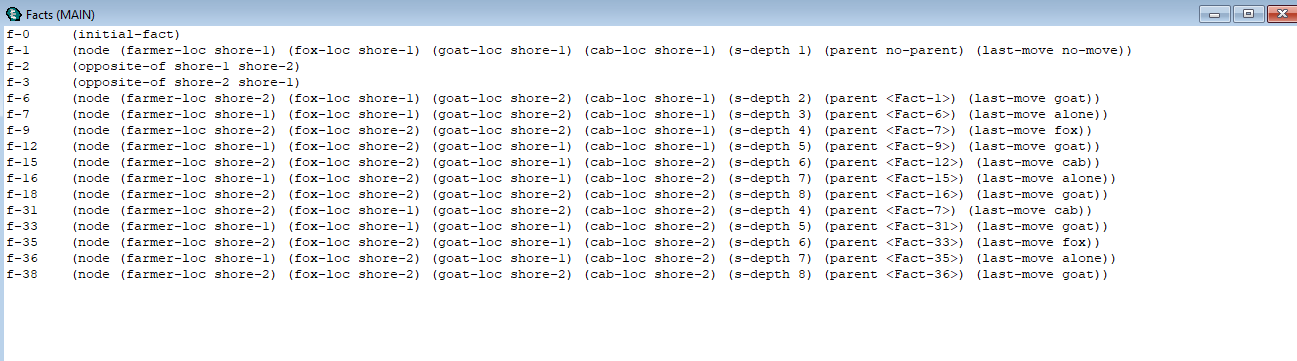 Facts (MAIN)
f-0 (initial-fact)
f-1 (node (farmer-loc shore-1) (fox-loc shore-1) (goat-loc shore-1) (cab-loc shore-1) (s-depth 1) (parent no-parent) (last-move no-move))
f-2 (opposite-of shore-1 shore-2)
f-3 (opposite-of shore-2 shore-1)
f-6 (node (farmer-loc shore-2) (fox-loc shore-1) (goat-loc shore-2) (cab-loc shore-1) (s-depth 2) (parent <Fact-1>) (last-move goat))
f-7 (node (farmer-loc shore-1) (fox-loc shore-1) (goat-loc shore-2) (cab-loc shore-1) (s-depth 3) (parent <Fact-6>) (last-move alone))
f-9 (node (farmer-loc shore-2) (fox-loc shore-2) (goat-loc shore-2) (cab-loc shore-1) (s-depth 4) (parent <Fact-7>) (last-move fox))
f-12 (node (farmer-loc shore-1) (fox-loc shore-2) (goat-loc shore-1) (cab-loc shore-1) (s-depth 5) (parent <Fact-9>) (last-move goat))
f-15 (node (farmer-loc shore-2) (fox-loc shore-2) (goat-loc shore-1) (cab-loc shore-2) (s-depth 6) (parent <Fact-12>) (last-move cab))
f-16 (node (farmer-loc shore-1) (fox-loc shore-2) (goat-loc shore-1) (cab-loc shore-2) (s-depth 7) (parent <Fact-15>) (last-move alone))
f-18 (node (farmer-loc shore-2) (fox-loc shore-2) (goat-loc shore-2) (cab-loc shore-2) (s-depth 8) (parent <Fact-16>) (last-move goat))
f-31 (node (farmer-loc shore-2) (fox-loc shore-1) (goat-loc shore-2) (cab-loc shore-2) (s-depth 4) (parent <Fact-7>) (last-move cab))
f-33 (node (farmer-loc shore-1) (fox-loc shore-1) (goat-loc shore-1) (cab-loc shore-2) (s-depth 5) (parent <Fact-31>) (last-move goat))
f-35 (node (farmer-loc shore-2) (fox-loc shore-2) (goat-loc shore-1) (cab-loc shore-2) (s-depth 6) (parent <Fact-33>) (last-move fox))
f-36 (node (farmer-loc shore-1) (fox-loc shore-2) (goat-loc shore-1) (cab-loc shore-2) (s-depth 7) (parent <Fact-35>) (last-move alone))
f-38 (node (farmer-loc shore-2) (fox-loc shore-2) (goat-loc shore-2) (cab-loc shore-2) (s-depth 8) (parent <Fact-36>) (last-move goat))